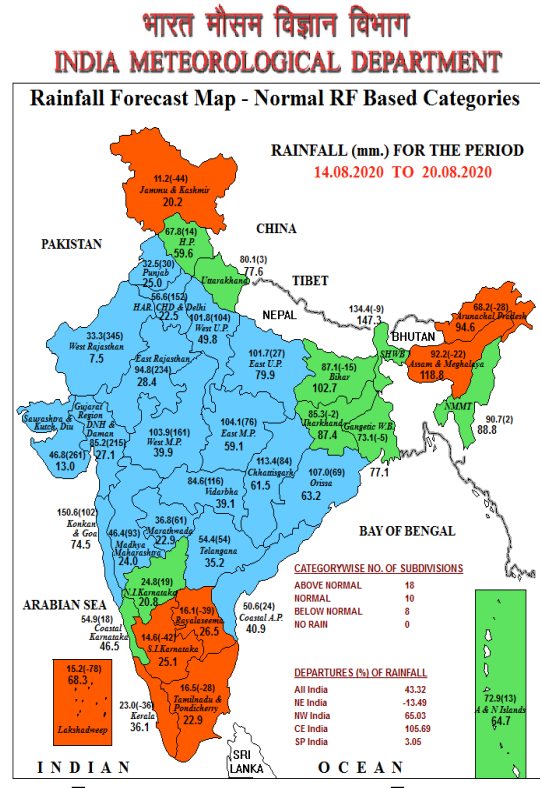 भारत मौसम विज्ञान विभाग
INDIA METEOROLOGICAL DEPARTMENT
Rainfall Forecast Map - Normal RF Based Categories
RAINFALL (mm.) FOR THE PERIOD
14.08.2020 TO 20.08.2020
11.2(-44)
Jammu & Kashmir
20.2
CHINA
67.8(14)
H.P.
59.6
PAKISTAN
80.1(3)
77.6
Uttarakhand
32.5(30)
Punjab
25.0
TIBET
56.6(152)
HAR. CHD & Delhi
22.5
NEPAL
134.4(-9)
147.3
SHWB
BHUTAN
68.2(-28)
Arunachal Pradesh
94.6
101.8(104)
West U.P.
49.8
33.3(345)
West Rajasthan
7.5
East Rajasthan
94.8(234)
28.4
101.7(27)
East U.P.
79.9
87.1(-15)
Bihar
102.7
92.2(-22)
Assam & Meghalaya
118.8
NMMT
90.7(2)
88.8
Saurashtra &
Kutch, Diu
46.8(261)
13.0
Gujarat
Region
DNH &
Daman
85.2(215)
27.1
103.9(161)
West M.P.
39.9
104.1(76)
East M.P.
59.1
85.3(-2)
Jharkhand
87.4
Gangetic W.B.
73.1(-5)
77.1
113.4(84)
Chhattisgarh
61.5
107.0(69)
Orissa
63.2
84.6(116)
Vidarbha
39.1
150.6(102)
Konkan
& Goa
74.5
46.4(93)
Madhya
Maharashtra
24.0
36.8(61)
Marathwada
22.9
54.4(54)
Telangana
35.2
BAY OF BENGAL
24.8(19)
N.I.Karnataka
20.8
ARABIAN SEA
54.9(18)
Coastal
Karnataka
46.5
16.1(-39)
Rayalaseema
26.5
50.6(24)
Coastal A.P.
40.9
14.6(-42)
S.I.Karnataka
25.1
16.5(-28)
Tamilnadu &
Pondicherry
22.9
23.0(-36)
Kerala
36.1
15.2(-78)
68.3
Lakshadweep
CATEGORYWISE NO. OF SUBDIVISIONS
ABOVE NORMAL 18
NORMAL 10
BELOW NORMAL 8
NO RAIN 0
DEPARTURES (%) OF RAINFALL
All India 43.32
NE India -13.49
NW India 65.03
CE India 105.69
SP India 3.05
72.9(13)
A & N Islands
64.7
SRI
LANKA
INDIAN OCEAN